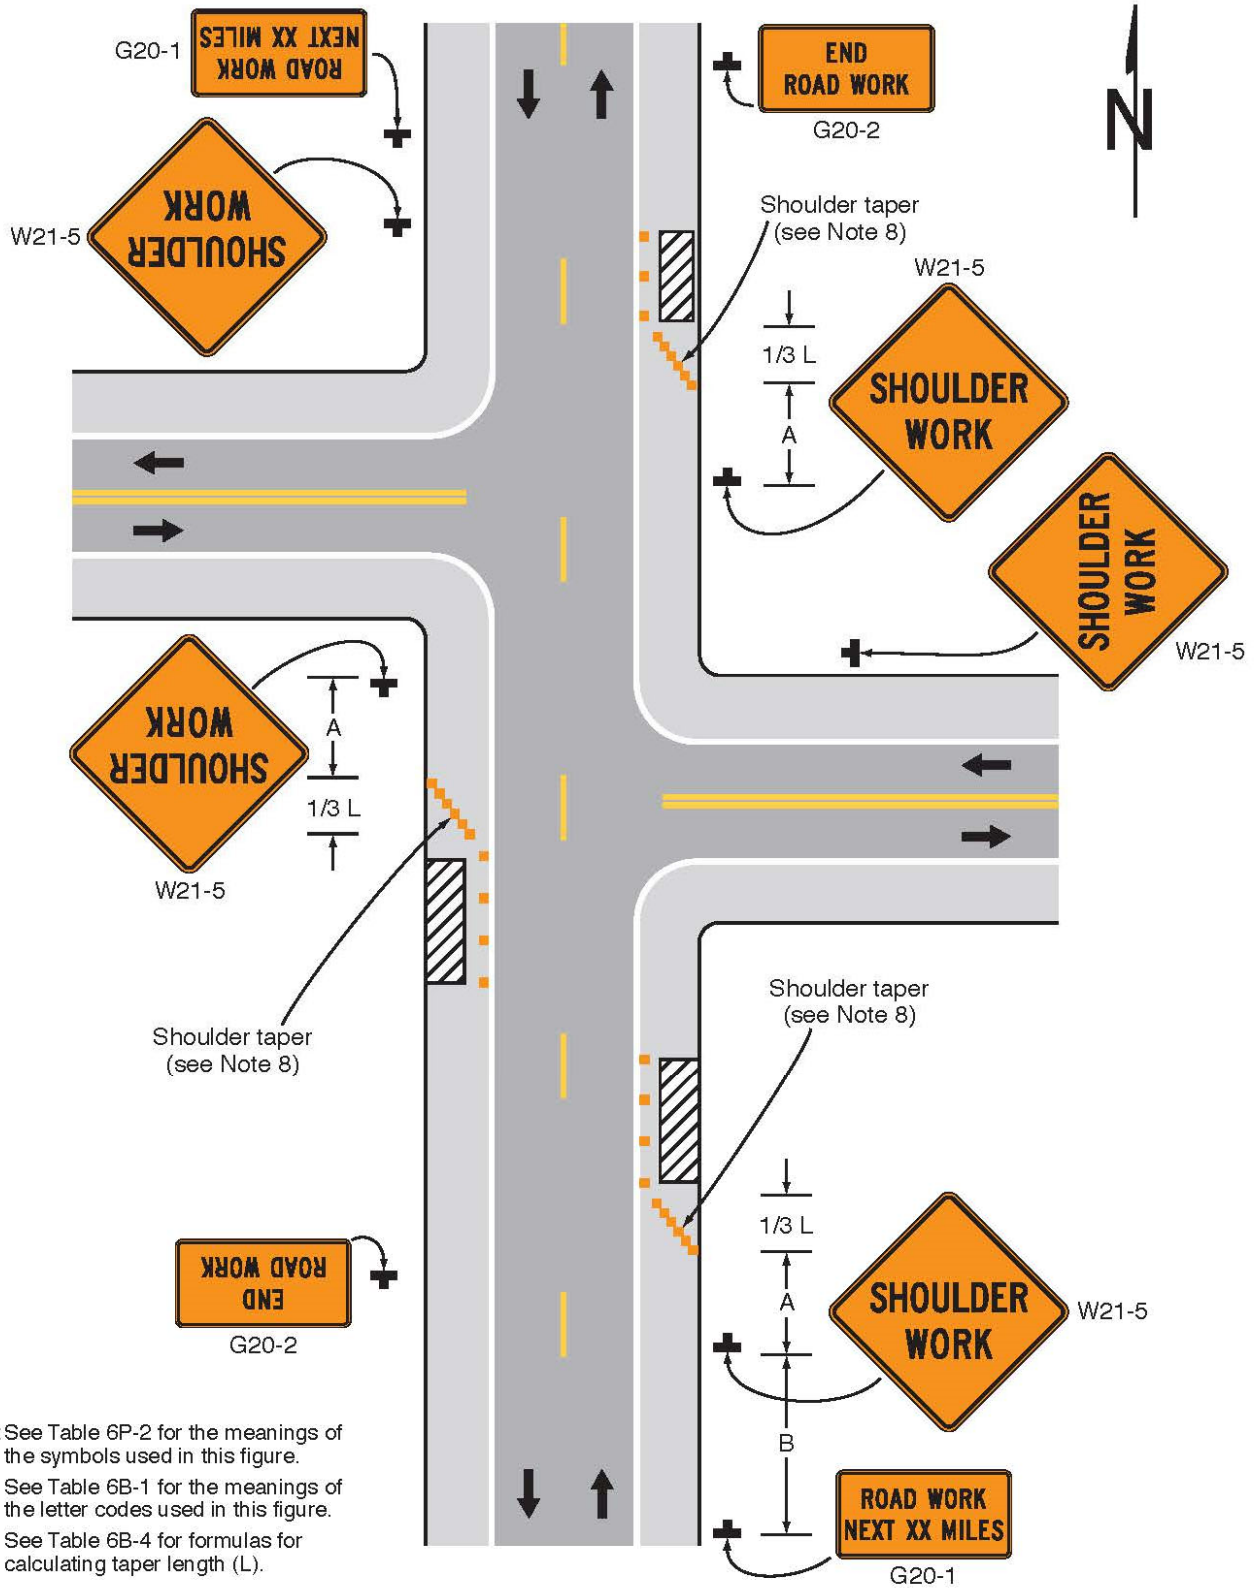 G20-1
ROAD WORK
NEXT XX MILES
END
ROAD WORK
G20-2
N
SHOULDER
WORK
W21-5
Shoulder taper
(see Note 8)
W21-5
1/3 L
SHOULDER
WORK
A
SHOULDER
WORK
W21-5
SHOULDER
WORK
A
1/3 L
W21-5
Shoulder taper
(see Note 8)
Shoulder taper
(see Note 8)
1/3 L
END
ROAD WORK
G20-2
A
SHOULDER
WORK
W21-5
B
See Table 6P-2 for the meanings of
the symbols used in this figure.
See Table 6B-1 for the meanings of
the letter codes used in this figure.
See Table 6B-4 for formulas for
calculating taper length (L).
ROAD WORK
NEXT XX MILES
G20-1